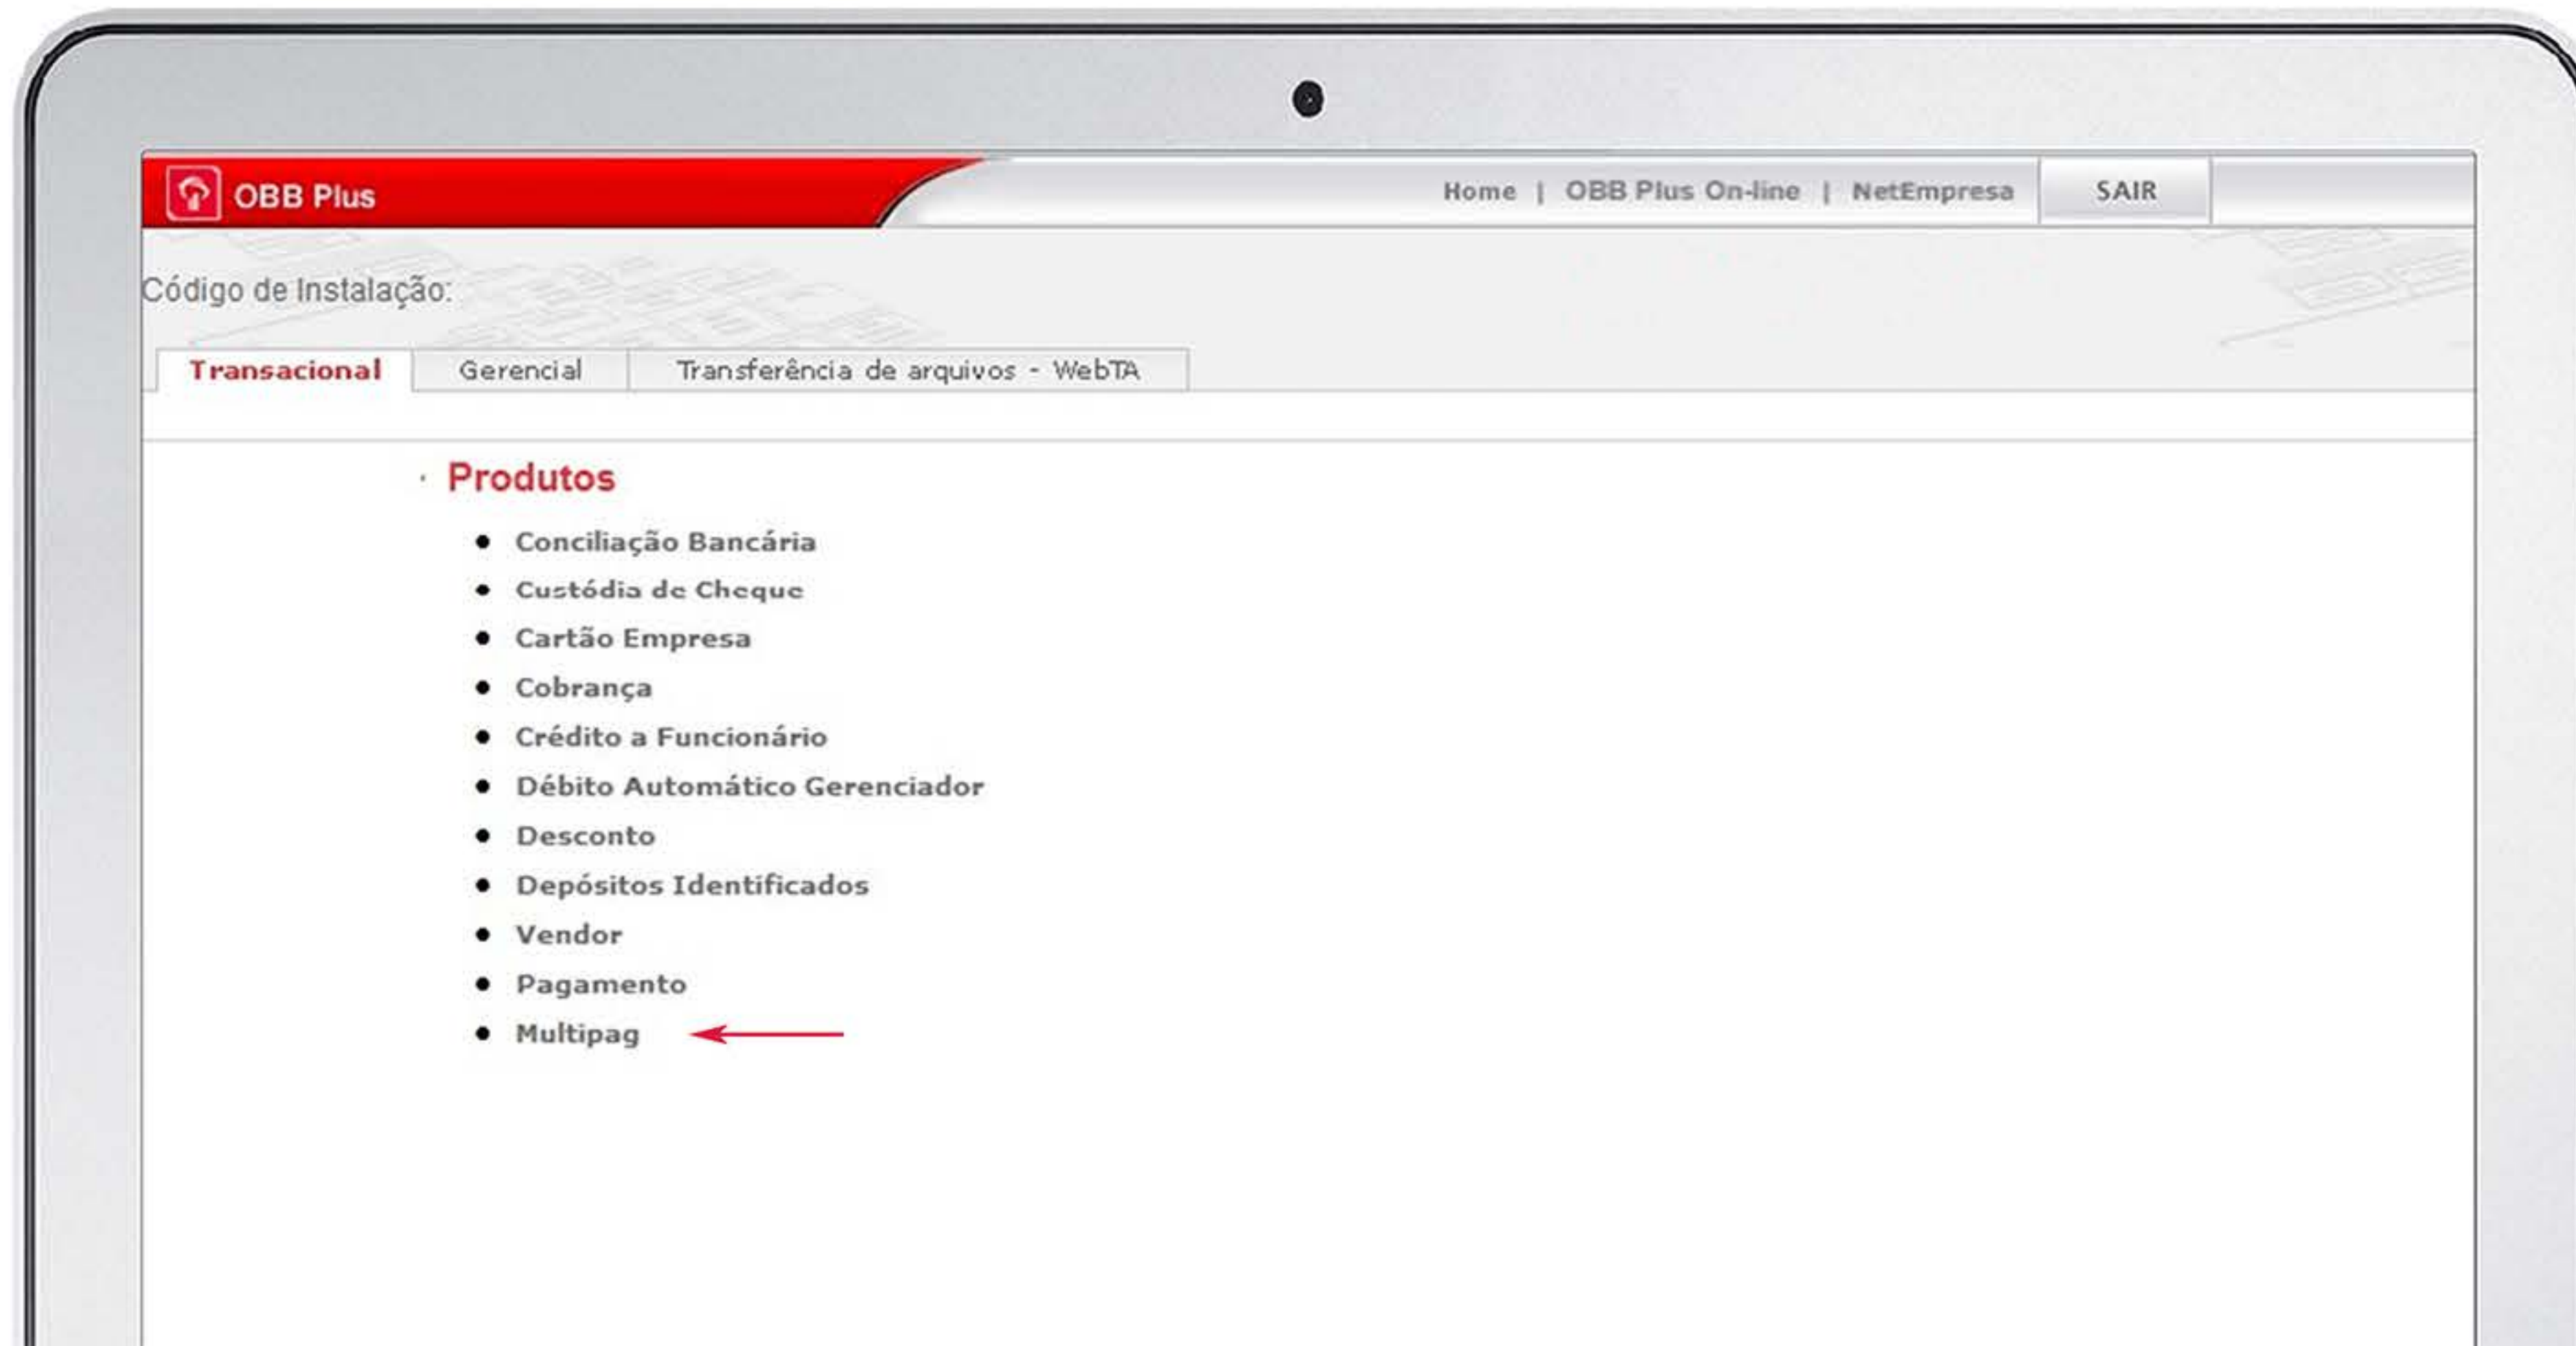 OBB Plus
Home | OBB Plus On-line | NetEmpresa SAIR
Código de Instalação:
Transacional Gerencial Transferência de arquivos - WebTA
Produtos
Conciliação Bancária
Custódia de Cheque
Cartão Empresa
Cobrança
Crédito a Funcionário
Débito Automático Gerenciador
Desconto
Depósitos Identificados
Vendor
Pagamento
Multipag